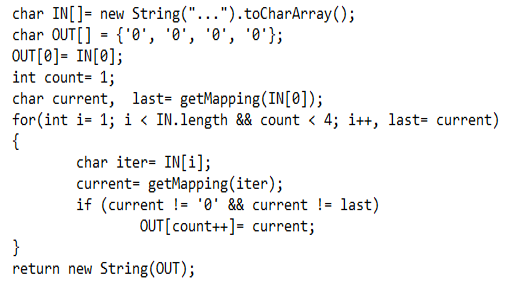 char IN[]= new String("...").toCharArray();
char OUT[] = {'0', '0', '0', '0'};
OUT[0]= IN[0];
int count= 1;
char current,  last= getMapping(IN[0]);
for(int i= 1; i < IN.length && count < 4; i++, last= current)
{
        char iter= IN[i];
        current= getMapping(iter);
        if (current != '0' && current != last)
                OUT[count++]= current;
}
return new String(OUT);